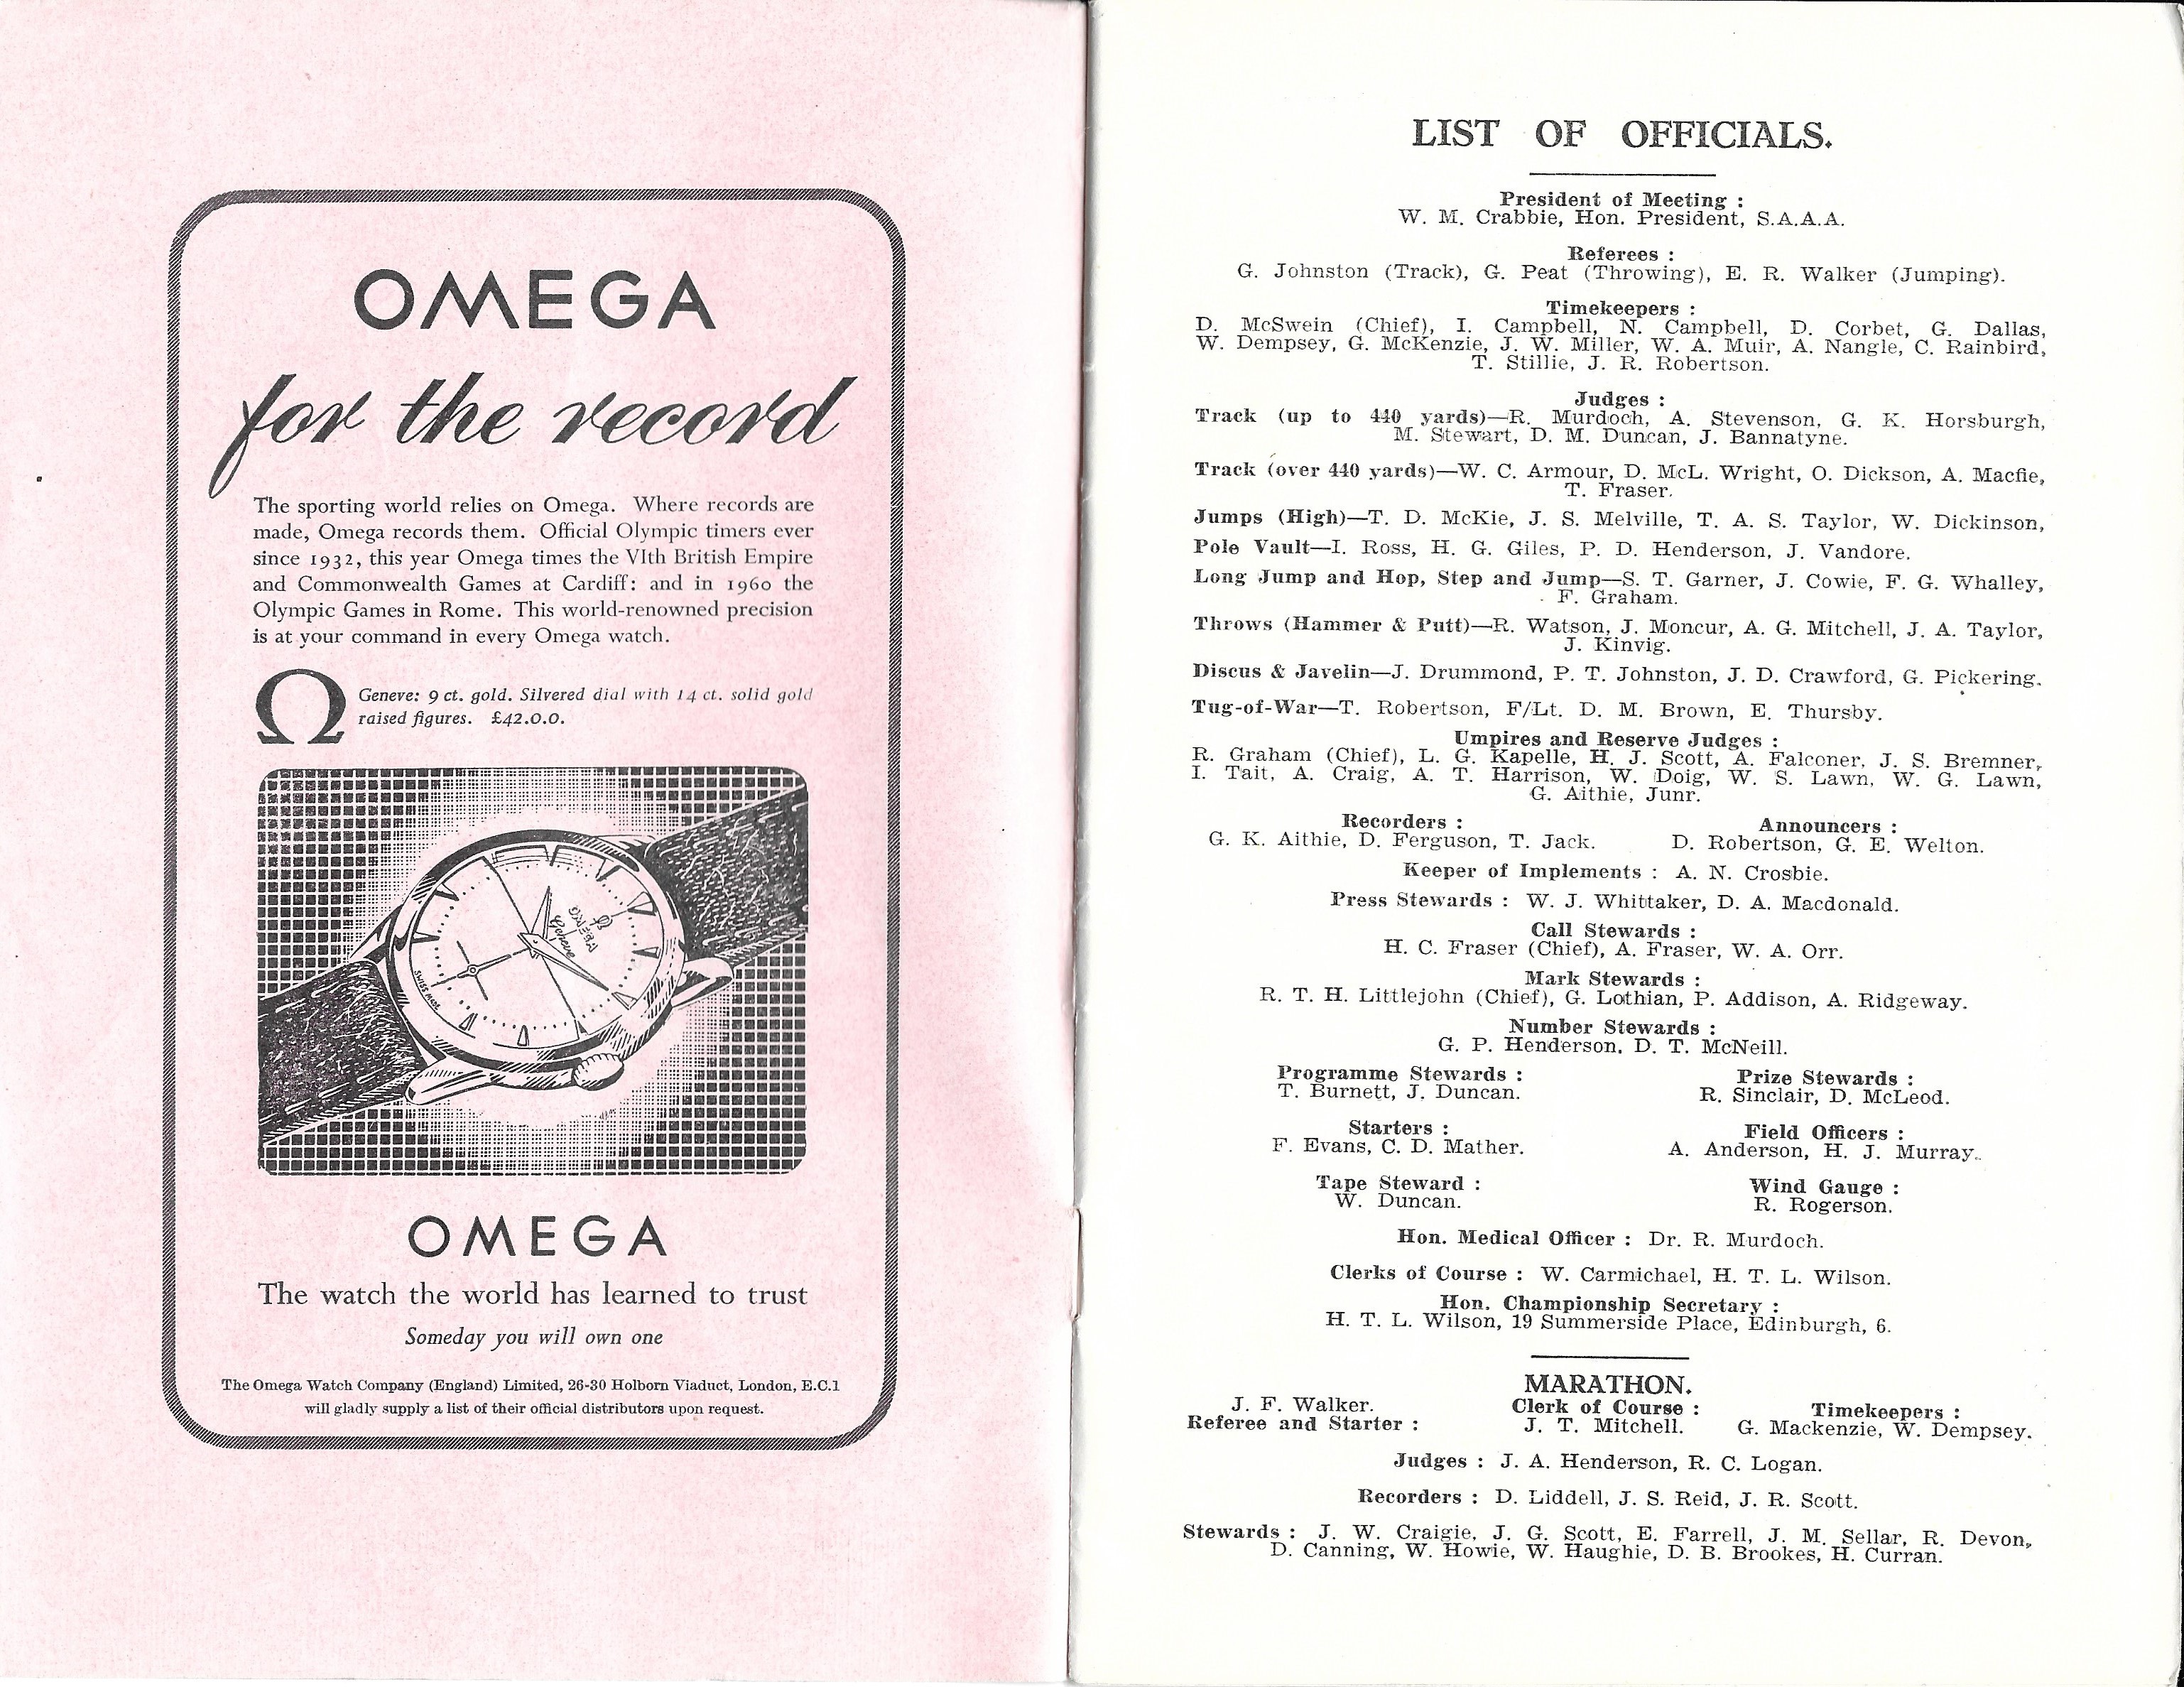 OMEGA
for the record
The sporting world relies on Omega. Where records are
made, Omega records them. Official Olympic timers ever
since 1932, this year Omega times the VIth British Empire
and Commonwealth Games at Cardiff: and in 1960 the
Olympic Games in Rome. This world-renowned precision
is at your command in every Omega watch.
Ω
Geneve: 9 ct. gold. Silvered dial with 14 ct. solid gold
raised figures. £42.0.0.
Ω
OMEGA
Geneve
SWISS MADE
OMEGA
The watch the world has learned to trust
Someday you will own one
The Omega Watch Company (England) Limited, 26-30 Holborn Viaduct, London, E.C.1
will gladly supply a list of their official distributors upon request.
LIST OF OFFICIALS.
President of Meeting :
W. M. Crabbie, Hon. President, S.A.A.A.
Referees :
G. Johnston (Track), G. Peat (Throwing), E. R. Walker (Jumping).
Timekeepers :
D. McSwein (Chief), I. Campbell, N. Campbell, D. Corbet, G. Dallas,
W. Dempsey, G. McKenzie, J. W. Miller, W. A. Muir, A. Nangle, C. Rainbird,
T. Stillie, J. R. Robertson.
Judges :
Track (up to 440 yards)—R. Murdoch, A. Stevenson, G. K. Horsburgh,
M. Stewart, D. M. Duncan, J. Bannatyne.
Track (over 440 yards)—W. C. Armour, D. McL. Wright, O. Dickson, A. Macfie,
T. Fraser.
Jumps (High)—T. D. McKie, J. S. Melville, T. A. S. Taylor, W. Dickinson,
Pole Vault—I. Ross, H. G. Giles, P. D. Henderson, J. Vandore.
Long Jump and Hop, Step and Jump—S. T. Garner, J. Cowie, F. G. Whalley,
F. Graham.
Throws (Hammer & Putt)—R. Watson, J. Moncur, A. G. Mitchell, J. A. Taylor,
J. Kinvig.
Discus & Javelin—J. Drummond, P. T. Johnston, J. D. Crawford, G. Pickering.
Tug-of-War—T. Robertson, F/Lt. D. M. Brown, E. Thursby.
Umpires and Reserve Judges :
R. Graham (Chief), L. G. Kapelle, H. J. Scott, A. Falconer, J. S. Bremner,
I. Tait, A. Craig, A. T. Harrison, W. Doig, W. S. Lawn, W. G. Lawn,
G. Aithie, Junr.
Recorders :
G. K. Aithie, D. Ferguson, T. Jack.
Announcers :
D. Robertson, G. E. Welton.
Keeper of Implements : A. N. Crosbie.
Press Stewards : W. J. Whittaker, D. A. Macdonald.
Call Stewards :
H. C. Fraser (Chief), A. Fraser, W. A. Orr.
Mark Stewards :
R. T. H. Littlejohn (Chief), G. Lothian, P. Addison, A. Ridgeway.
Number Stewards :
G. P. Henderson, D. T. McNeill.
Programme Stewards :
T. Burnett, J. Duncan.
Prize Stewards :
R. Sinclair, D. McLeod.
Starters :
F. Evans, C. D. Mather.
Field Officers :
A. Anderson, H. J. Murray.
Tape Steward :
W. Duncan.
Wind Gauge :
R. Rogerson.
Hon. Medical Officer : Dr. R. Murdoch.
Clerks of Course : W. Carmichael, H. T. L. Wilson.
Hon. Championship Secretary :
H. T. L. Wilson, 19 Summerside Place, Edinburgh, 6.
MARATHON.
J. F. Walker.
Referee and Starter :
Clerk of Course :
J. T. Mitchell.
Timekeepers :
G. Mackenzie, W. Dempsey.
Judges : J. A. Henderson, R. C. Logan.
Recorders : D. Liddell, J. S. Reid, J. R. Scott.
Stewards : J. W. Craigie, J. G. Scott, E. Farrell, J. M. Sellar, R. Devon,
D. Canning, W. Howie, W. Haughie, D. B. Brookes, H. Curran.